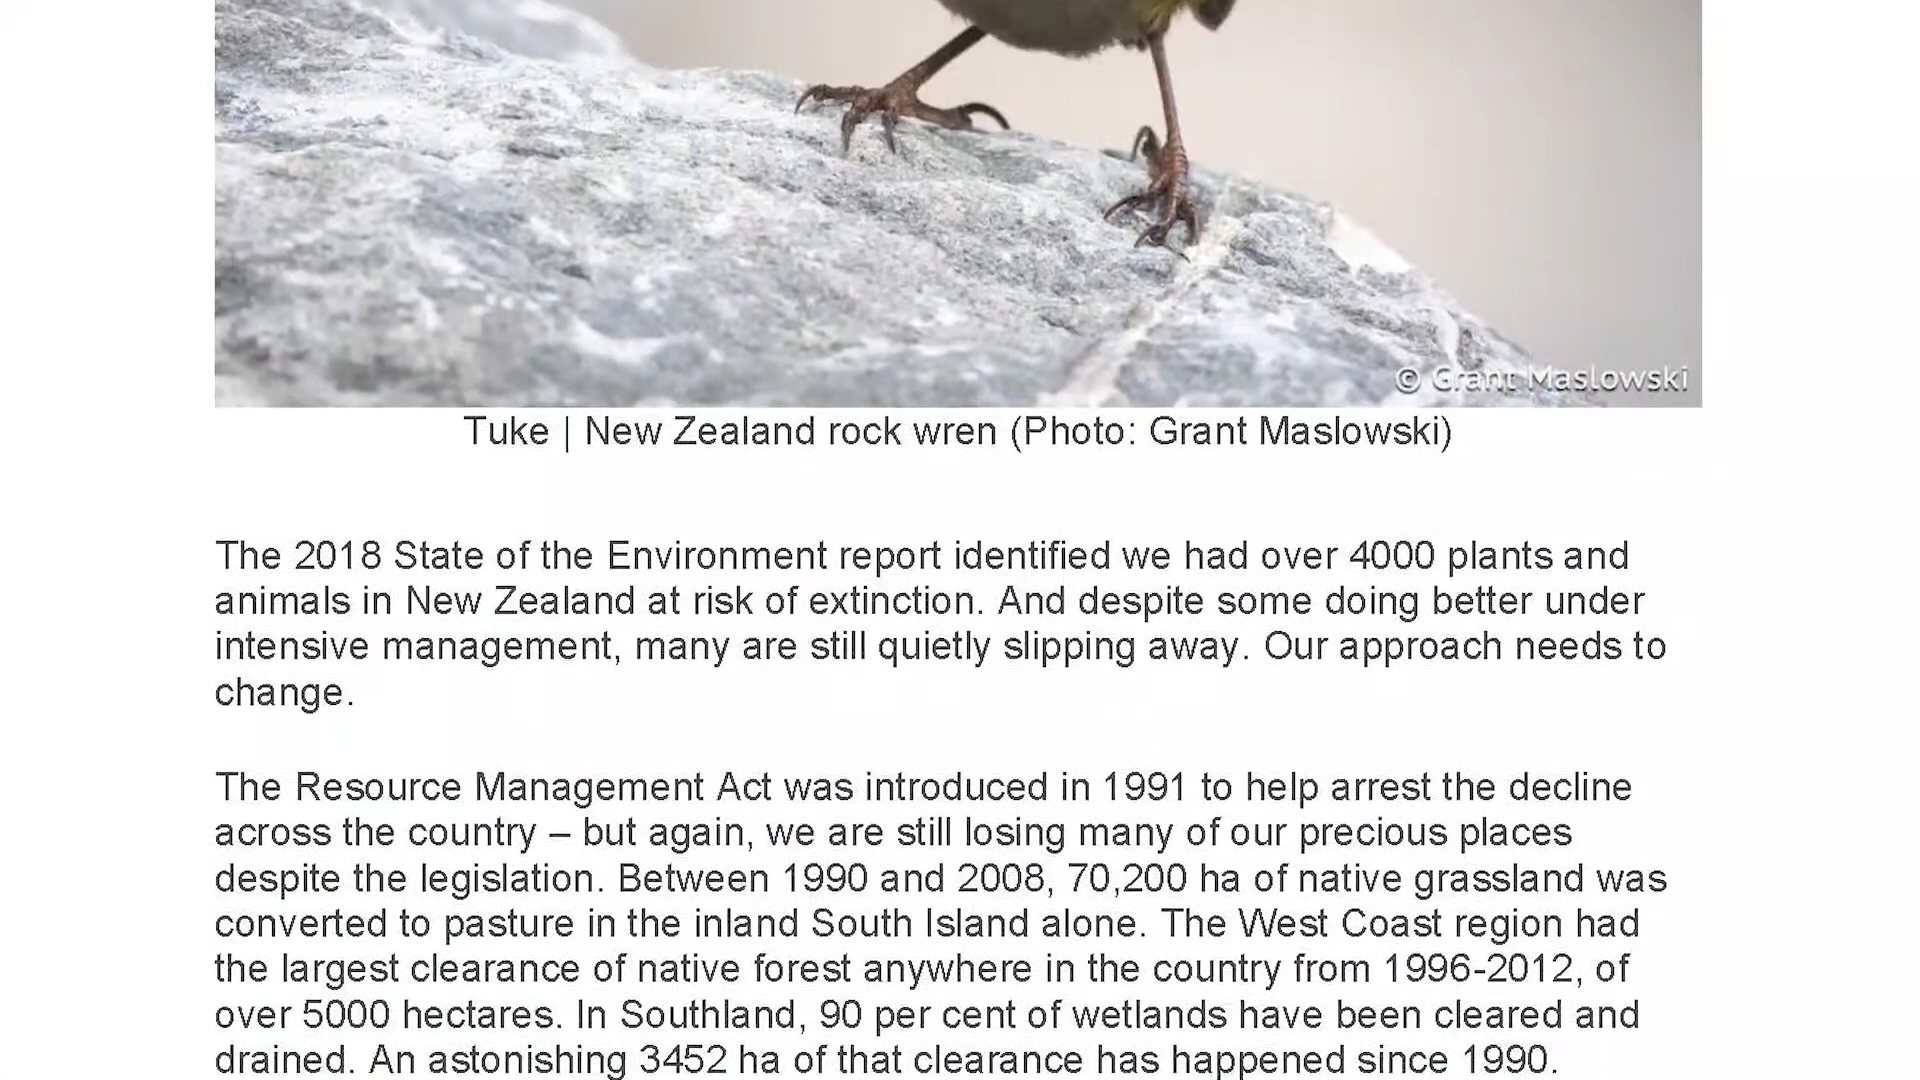 © Grant Maslowski
Tuke | New Zealand rock wren (Photo: Grant Maslowski)
The 2018 State of the Environment report identified we had over 4000 plants and
animals in New Zealand at risk of extinction. And despite some doing better under
intensive management, many are still quietly slipping away. Our approach needs to
change.
The Resource Management Act was introduced in 1991 to help arrest the decline
across the country – but again, we are still losing many of our precious places
despite the legislation. Between 1990 and 2008, 70,200 ha of native grassland was
converted to pasture in the inland South Island alone. The West Coast region had
the largest clearance of native forest anywhere in the country from 1996-2012, of
over 5000 hectares. In Southland, 90 per cent of wetlands have been cleared and
drained. An astonishing 3452 ha of that clearance has happened since 1990.